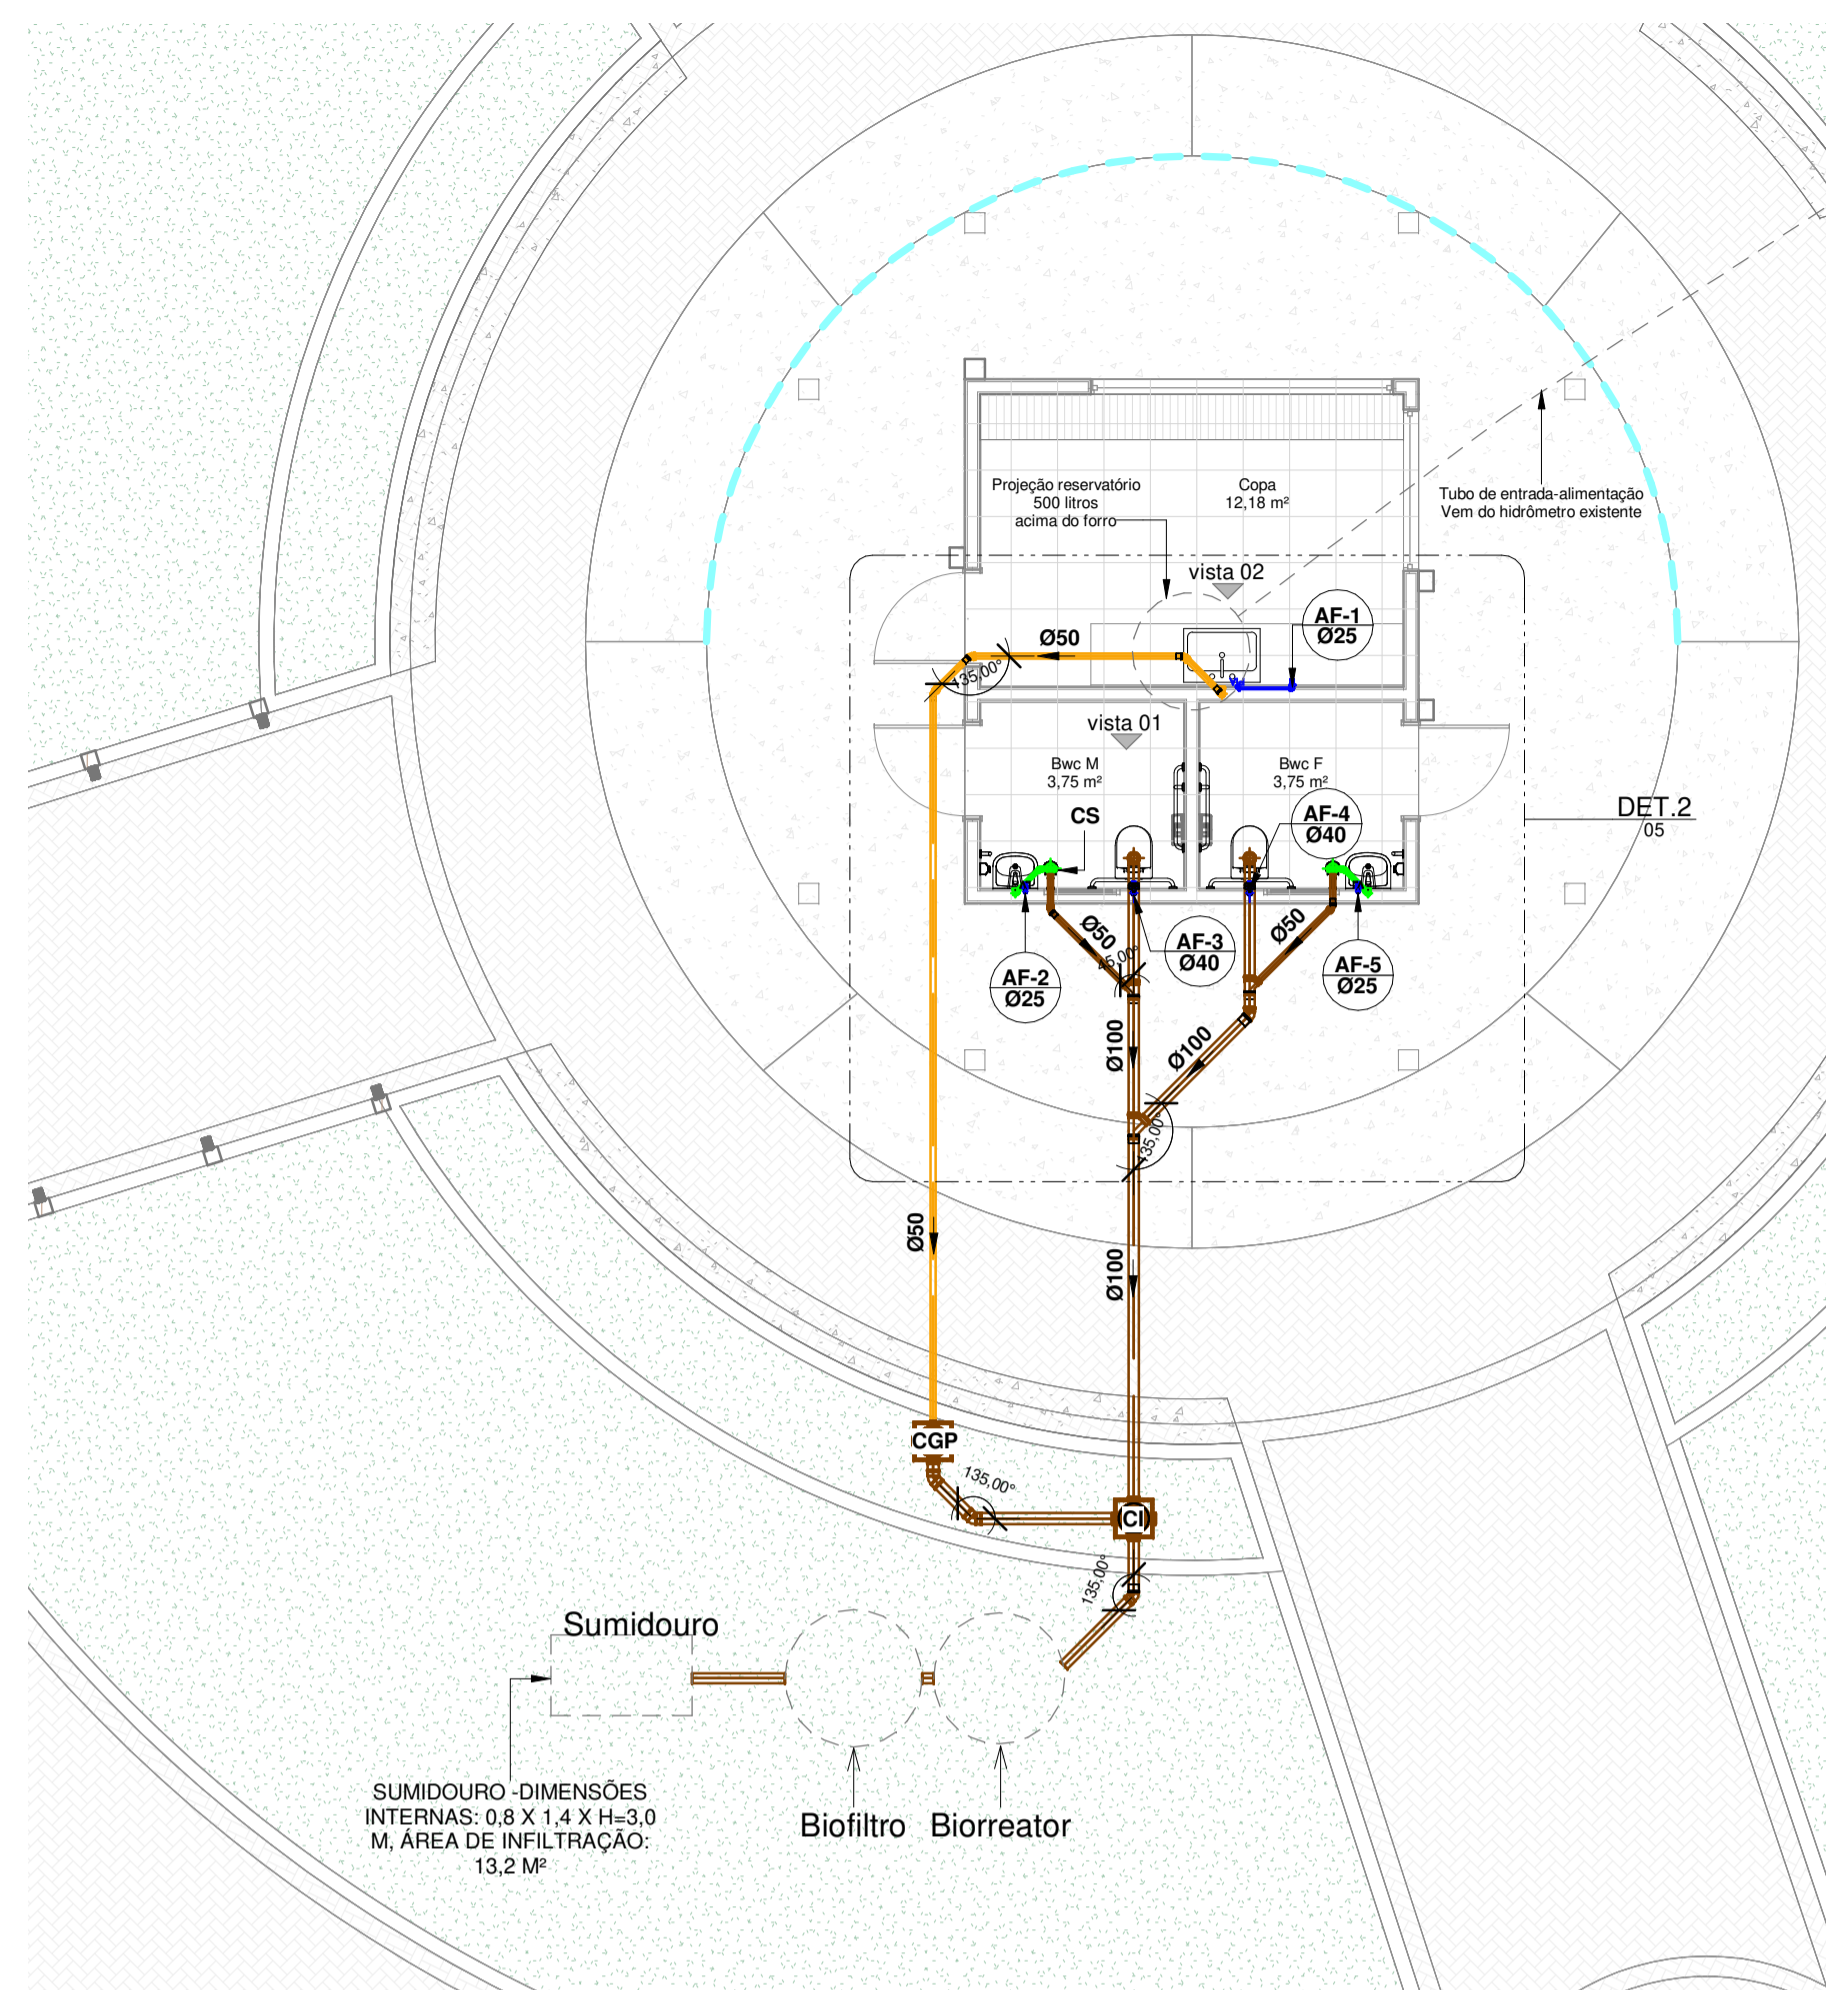 Projeção reservatório
500 litros
acima do forro
Copa
12,18 m²
Tubo de entrada-alimentação
Vem do hidrômetro existente
vista 02
AF-1
Ø25
Ø50
135,00°
vista 01
Bwc M
3,75 m²
Bwc F
3,75 m²
CS
AF-4
Ø40
DET.2
05
Ø50
45,00°
AF-3
Ø40
Ø50
AF-2
Ø25
AF-5
Ø25
Ø100
Ø100
135,00°
Ø50
Ø100
CGP
135,00°
CI
135,00°
Sumidouro
SUMIDOURO -DIMENSÕES
INTERNAS: 0,8 X 1,4 X H=3,0
M, ÁREA DE INFILTRAÇÃO:
13,2 M²
Biofiltro
Biorreator